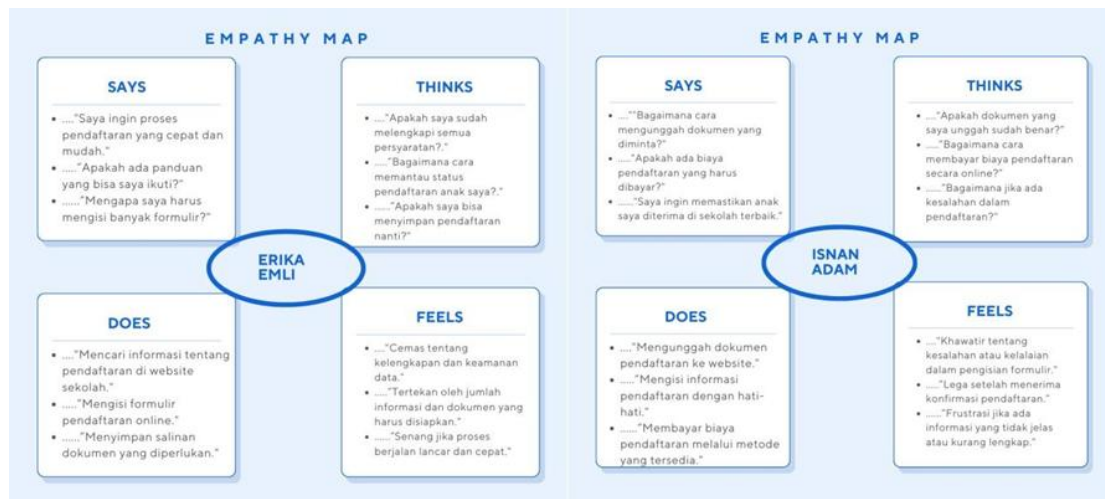 EMPATHY MAP
SAYS
• ...."Saya ingin proses
pendaftaran yang cepat dan
mudah."
• ....."Apakah ada panduan
yang bisa saya ikuti?"
• ......"Mengapa saya harus
mengisi banyak formulir?"
THINKS
• ...."Apakah saya sudah
melengkapi semua
persyaratan?.
• ....."Bagaimana cara
memantau status
pendaftaran anak saya?."
• ....."Apakah saya bisa
menyimpan pendaftaran
nanti?"
ERIKA
EMLI
DOES
• ...."Mencari informasi tentang
pendaftaran di website
sekolah."
• ....."Mengisi formulir
pendaftaran online."
• ......"Menyimpan salinan
dokumen yang diperlukan."
FEELS
• ...."Cemas tentang
kelengkapan dan keamanan
data."
• ....."Tertekan oleh jumlah
informasi dan dokumen yang
harus disiapkan."
• ....."Senang jika proses
berjalan lancar dan cepat."
EMPATHY MAP
SAYS
• ....""Bagaimana cara
mengunggah dokumen yang
diminta?"
• ....."Apakah ada biaya
pendaftaran yang harus
dibayar?"
• ....."Saya ingin memastikan anak
saya diterima di sekolah terbaik."
THINKS
• ...."Apakah dokumen yang
saya unggah sudah benar?"
• ....."Bagaimana cara
membayar biaya pendaftaran
secara online?"
• ....."Bagaimana jika ada
kesalahan dalam
pendaftaran?"
ISNAN
ADAM
DOES
• ...."Mengunggah dokumen
pendaftaran ke website."
• ....."Mengisi informasi
pendaftaran dengan hati-
hati."
• ......"Membayar biaya
pendaftaran melalui metode
yang tersedia."
FEELS
• ...."Khawatir tentang
kesalahan atau kelalaian
dalam pengisian formulir."
• ....."Lega setelah menerima
konfirmasi pendaftaran."
• ....."Frustrasi jika ada
informasi yang tidak jelas
atau kurang lengkap."